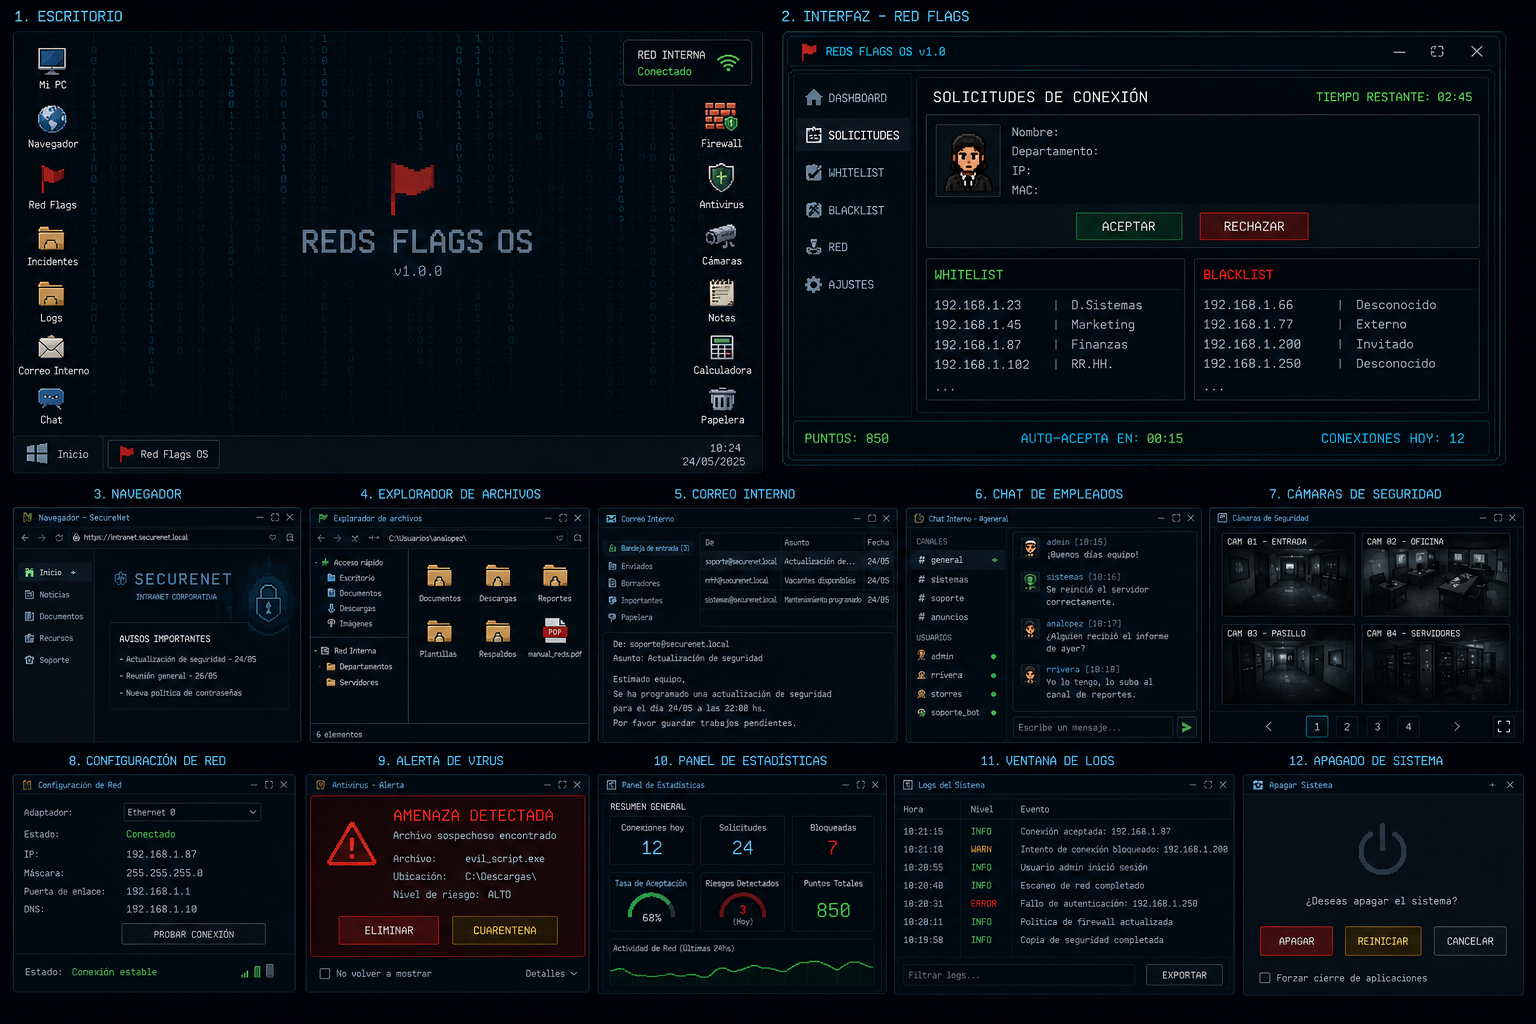 1. ESCRITORIO
Mi PC
Navegador
Red Flags
Incidentes
Logs
Correo Interno
Chat
RED INTERNA
Conectado
Firewall
Antivirus
Cámaras
Notas
Calculadora
Papelera
REDS FLAGS OS
v1.0.0
Inicio
Red Flags OS
10:24
24/05/2025
2. INTERFAZ - RED FLAGS
REDS FLAGS OS v1.0
DASHBOARD
SOLICITUDES
WHITELIST
BLACKLIST
RED
AJUSTES
SOLICITUDES DE CONEXIÓN
TIEMPO RESTANTE: 02:45
Nombre:
Departamento:
IP:
MAC:
ACEPTAR
RECHAZAR
WHITELIST
192.168.1.23 | D.Sistemas
192.168.1.45 | Marketing
192.168.1.87 | Finanzas
192.168.1.102 | RR.HH.
...
BLACKLIST
192.168.1.66 | Desconocido
192.168.1.77 | Externo
192.168.1.200 | Invitado
192.168.1.250 | Desconocido
...
PUNTOS: 850
AUTO-ACEPTA EN: 00:15
CONEXIONES HOY: 12
3. NAVEGADOR
Navegador - SecureNet
https://intranet.securenet.local
Inicio
Noticias
Documentos
Recursos
Soporte
SECURENET
INTRANET CORPORATIVA
AVISOS IMPORTANTES
- Actualización de seguridad - 24/05
- Reunión general - 26/05
- Nueva política de contraseñas
4. EXPLORADOR DE ARCHIVOS
Explorador de archivos
C:\Usuarios\analopez\
Acceso rápido
Escritorio
Documentos
Descargas
Imágenes
Red Interna
Departamentos
Servidores
Documentos
Descargas
Reportes
Plantillas
Respaldos
POP
manual_reds.pdf
6 elementos
5. CORREO INTERNO
Correo Interno
Bandeja de entrada (3)
Enviados
Borradores
Importantes
Papelera
De Asunto Fecha
soporte@securenet.local Actualización de... 24/05
rrhh@securenet.local Vacantes disponibles 24/05
sistemas@securenet.local Mantenimiento programado 24/05
De: soporte@securenet.local
Asunto: Actualización de seguridad
Estimado equipo,
Se ha programado una actualización de seguridad
para el día 24/05 a las 22:00 hs.
Por favor guardar trabajos pendientes.
6. CHAT DE EMPLEADOS
Chat Interno - #general
CANALES
# general
# sistemas
# soporte
# anuncios
USUARIOS
admin
rrivera
storres
soporte_bot
admin [10:15]
¡Buenos días equipo!
sistemas [10:16]
Se reinició el servidor
correctamente.
analopez [10:17]
¿Alguien recibió el informe
de ayer?
rrivera [10:18]
Yo lo tengo, lo subo al
canal de reportes.
Escribe un mensaje...
7. CÁMARAS DE SEGURIDAD
Cámaras de Seguridad
CAM 01 - ENTRADA
CAM 02 - OFICINA
CAM 03 - PASILLO
CAM 04 - SERVIDORES
< 1 2 3 4 >
8. CONFIGURACIÓN DE RED
Configuración de Red
Adaptador: Ethernet 0
Estado: Conectado
IP: 192.168.1.87
Máscara: 255.255.255.0
Puerta de enlace: 192.168.1.1
DNS: 192.168.1.10
PROBAR CONEXIÓN
Estado: Conexión estable
9. ALERTA DE VIRUS
Antivirus - Alerta
AMENAZA DETECTADA
Archivo sospechoso encontrado
Archivo: evil_script.exe
Ubicación: C:\Descargas\
Nivel de riesgo: ALTO
ELIMINAR
CUARENTENA
No volver a mostrar
Detalles
10. PANEL DE ESTADÍSTICAS
Panel de Estadísticas
RESUMEN GENERAL
Conexiones hoy
12
Solicitudes
24
Bloqueadas
7
Tasa de Aceptación
68%
Riesgos Detectados
3
(Hoy)
Puntos Totales
850
Actividad de Red (Últimas 24hs)
11. VENTANA DE LOGS
Logs del Sistema
Hora Nivel Evento
10:21:15 INFO Conexión aceptada: 192.168.1.87
10:21:10 WARN Intento de conexión bloqueado: 192.168.1.200
10:20:55 INFO Usuario admin inició sesión
10:20:40 INFO Escaneo de red completado
10:20:31 ERROR Fallo de autenticación: 192.168.1.250
10:20:11 INFO Política de firewall actualizada
10:19:58 INFO Copia de seguridad completada
Filtrar logs...
EXPORTAR
12. APAGADO DE SISTEMA
Apagar Sistema
¿Deseas apagar el sistema?
APAGAR
REINICIAR
CANCELAR
Forzar cierre de aplicaciones